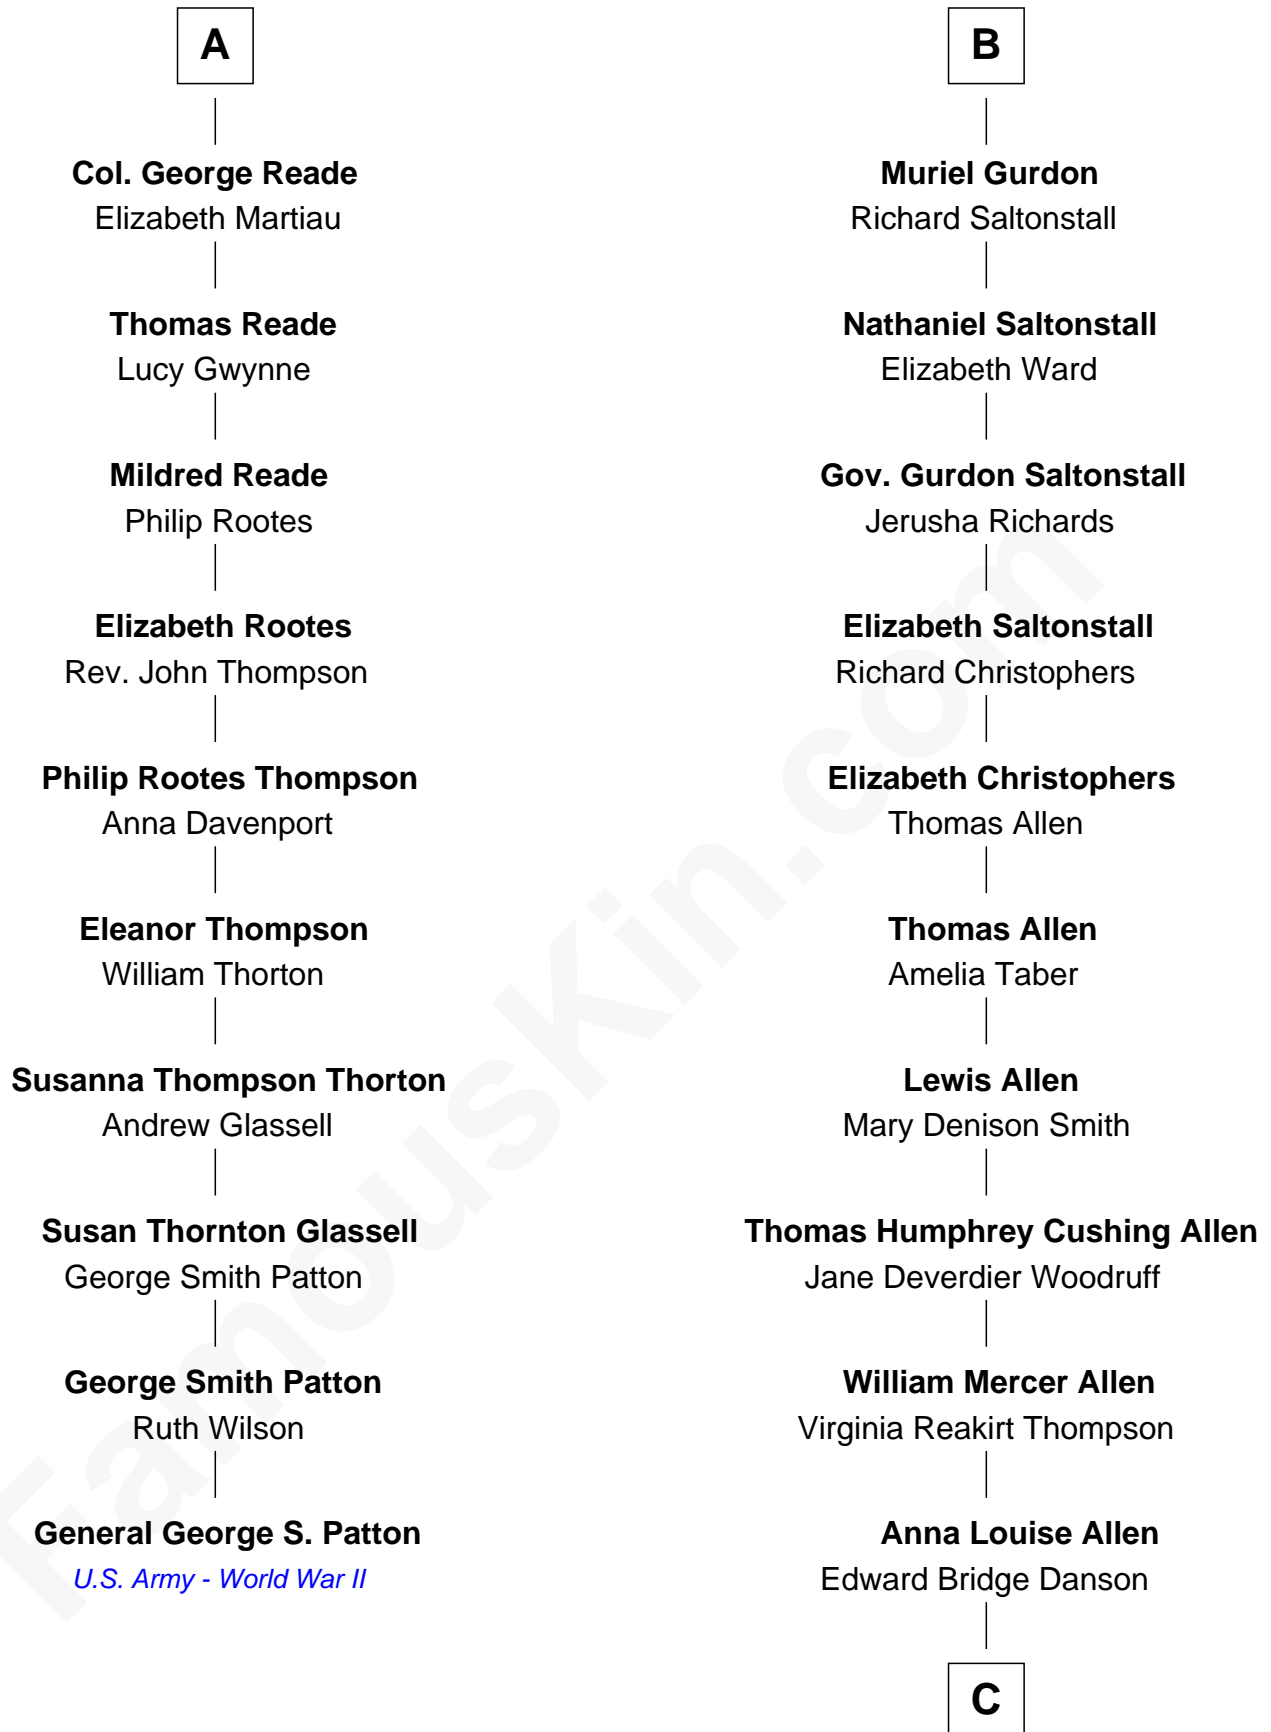 A
Col. George Reade
Elizabeth Martiau
Thomas Reade
Lucy Gwynne
Mildred Reade
Philip Rootes
Elizabeth Rootes
Rev. John Thompson
Philip Rootes Thompson
Anna Davenport
Eleanor Thompson
William Thorton
Susanna Thompson Thorton
Andrew Glassell
Susan Thornton Glassell
George Smith Patton
George Smith Patton
Ruth Wilson
General George S. Patton
U.S. Army - World War II
B
Muriel Gurdon
Richard Saltonstall
Nathaniel Saltonstall
Elizabeth Ward
Gov. Gurdon Saltonstall
Jerusha Richards
Elizabeth Saltonstall
Richard Christophers
Elizabeth Christophers
Thomas Allen
Thomas Allen
Amelia Taber
Lewis Allen
Mary Denison Smith
Thomas Humphrey Cushing Allen
Jane Deverdier Woodruff
William Mercer Allen
Virginia Reakirt Thompson
Anna Louise Allen
Edward Bridge Danson
C
FamousKin.com